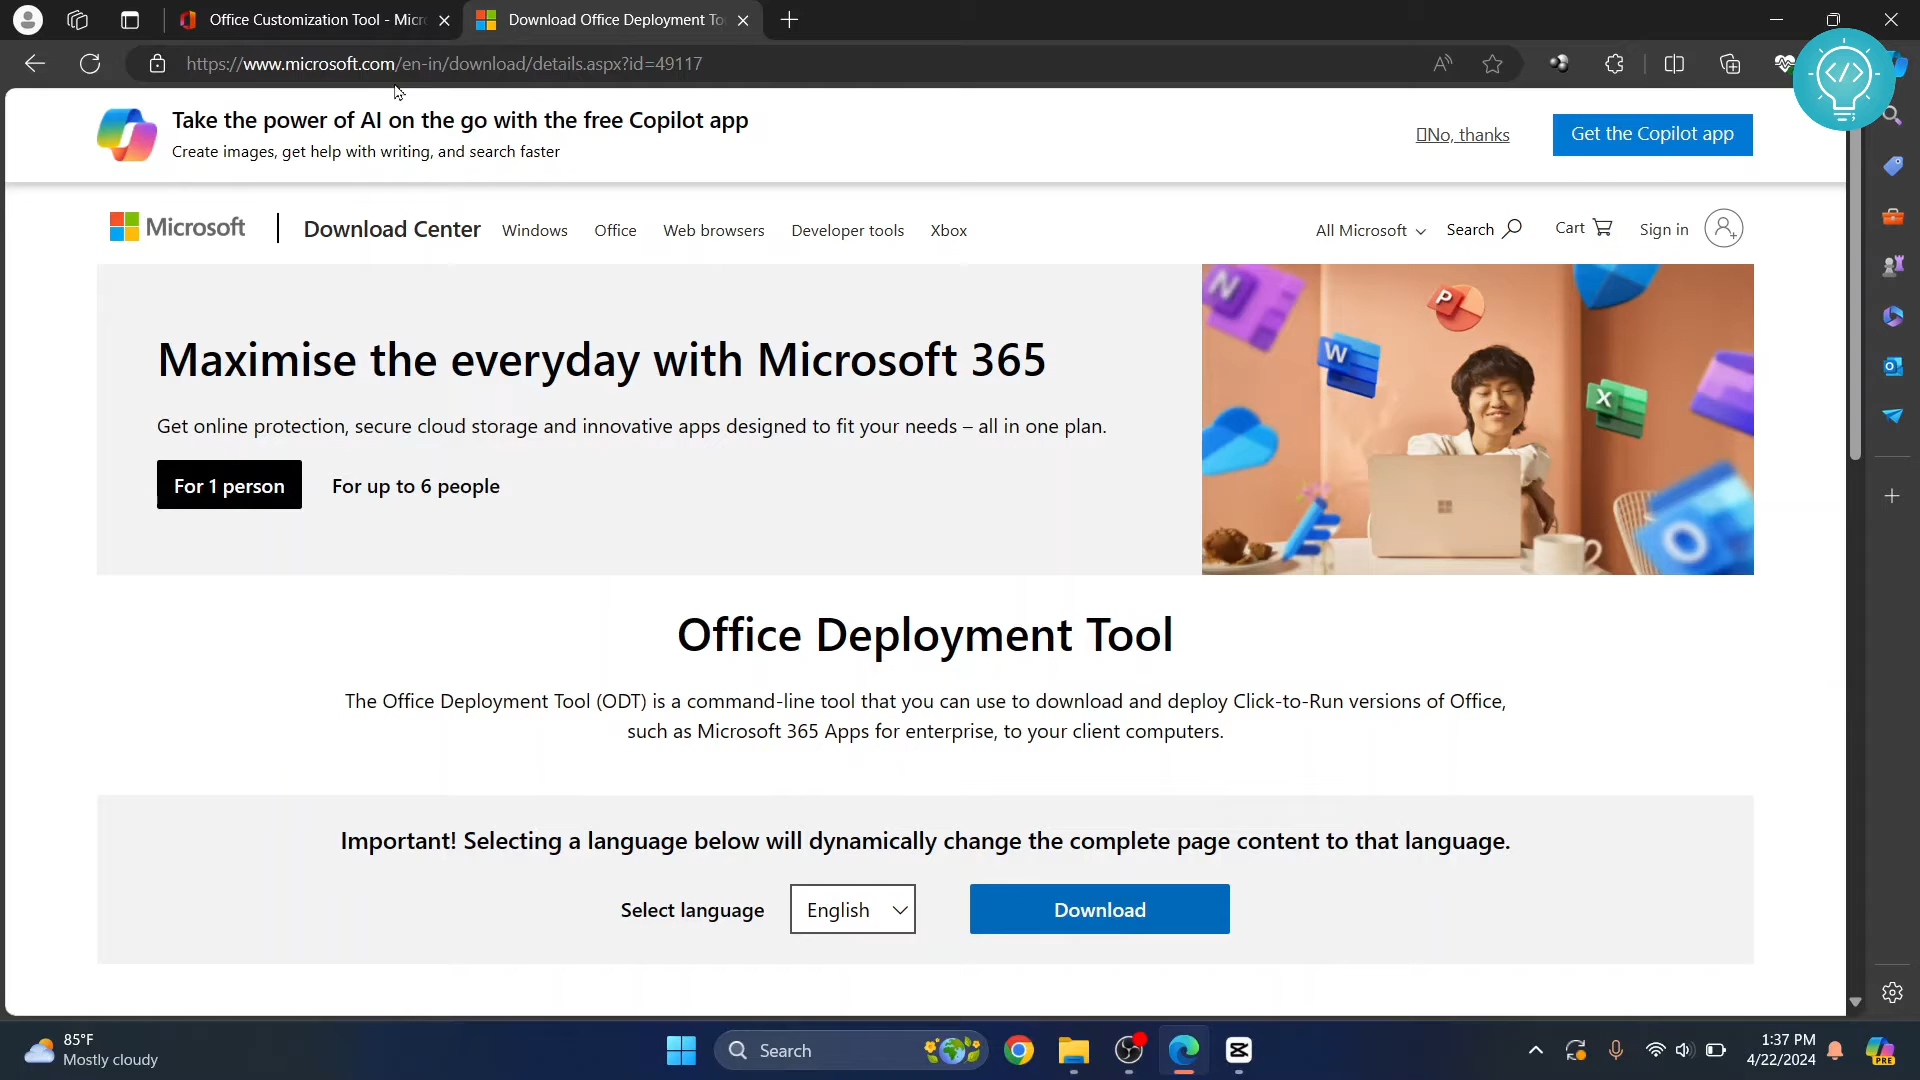 Office Customization Tool - Micr
Download Office Deployment To
https://www.microsoft.com/en-in/download/details.aspx?id=49117
Take the power of AI on the go with the free Copilot app
Create images, get help with writing, and search faster
No, thanks
Get the Copilot app
Microsoft
Download Center
Windows
Office
Web browsers
Developer tools
Xbox
All Microsoft
Search
Cart
Sign in
Maximise the everyday with Microsoft 365
Get online protection, secure cloud storage and innovative apps designed to fit your needs – all in one plan.
For 1 person
For up to 6 people
N
P
W
X
O
Office Deployment Tool
The Office Deployment Tool (ODT) is a command-line tool that you can use to download and deploy Click-to-Run versions of Office,
such as Microsoft 365 Apps for enterprise, to your client computers.
Important! Selecting a language below will dynamically change the complete page content to that language.
Select language
English
Download
85°F
Mostly cloudy
Search
1:37 PM
4/22/2024
PRE